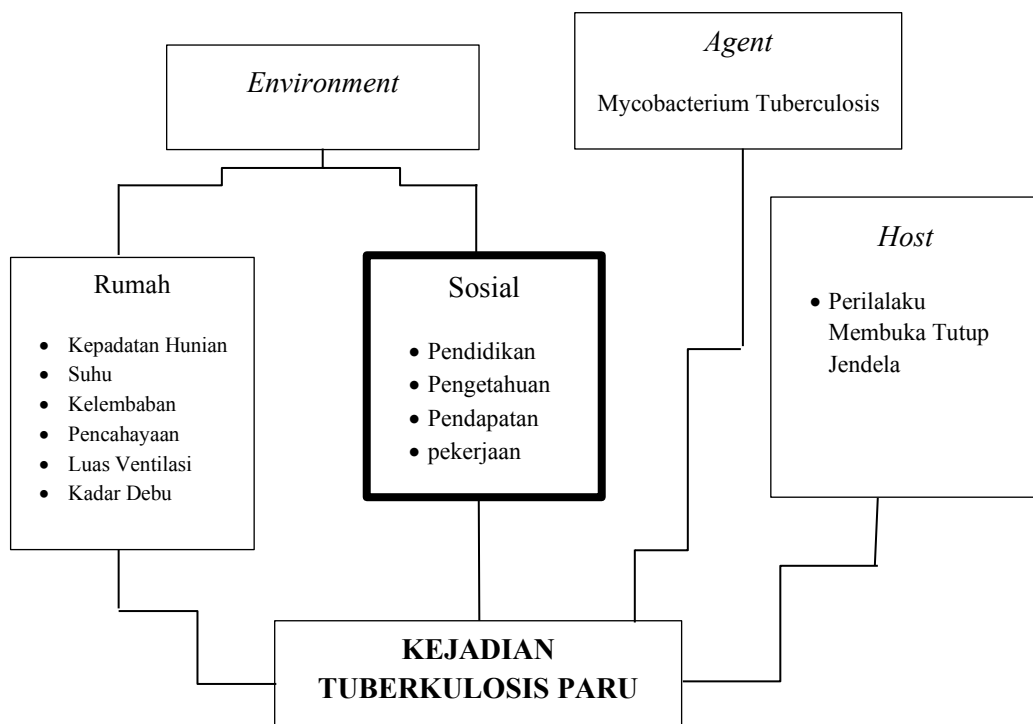 Environment
Agent
Mycobacterium Tuberculosis
Rumah
• Kepadatan Hunian
• Suhu
• Kelembaban
• Pencahayaan
• Luas Ventilasi
• Kadar Debu
Sosial
• Pendidikan
• Pengetahuan
• Pendapatan
• pekerjaan
Host
• Perilalaku
Membuka Tutup
Jendela
KEJADIAN
TUBERKULOSIS PARU